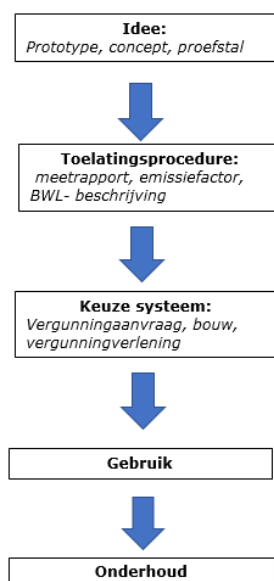 Idee:
Prototype, concept, proefstal
Toelatingsprocedure:
meetrapport, emissiefactor,
BWL- beschrijving
Keuze systeem:
Vergunningaanvraag, bouw,
vergunningverlening
Gebruik
Onderhoud